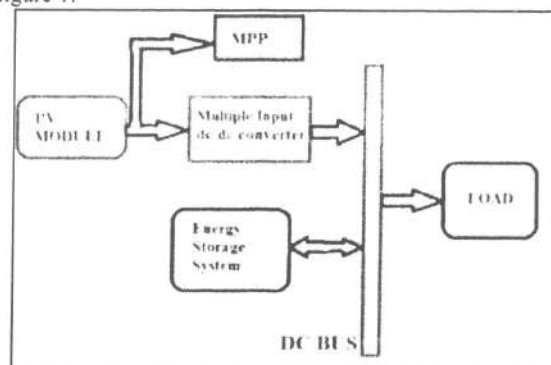 MPP
PV
MODULE
Multiple Input
dc dc converter
Energy
Storage
System
LOAD
DC BUS